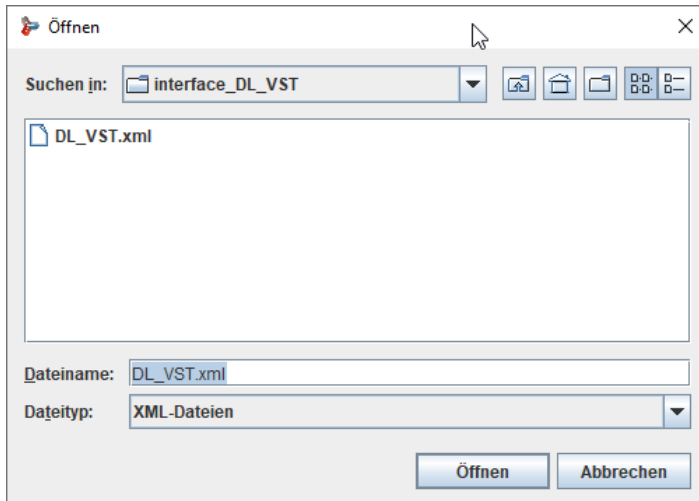 Öffnen
Suchen in: interface_DL_VST
DL_VST.xml
Dateiname: DL_VST.xml
Dateityp: XML-Dateien
Öffnen Abbrechen